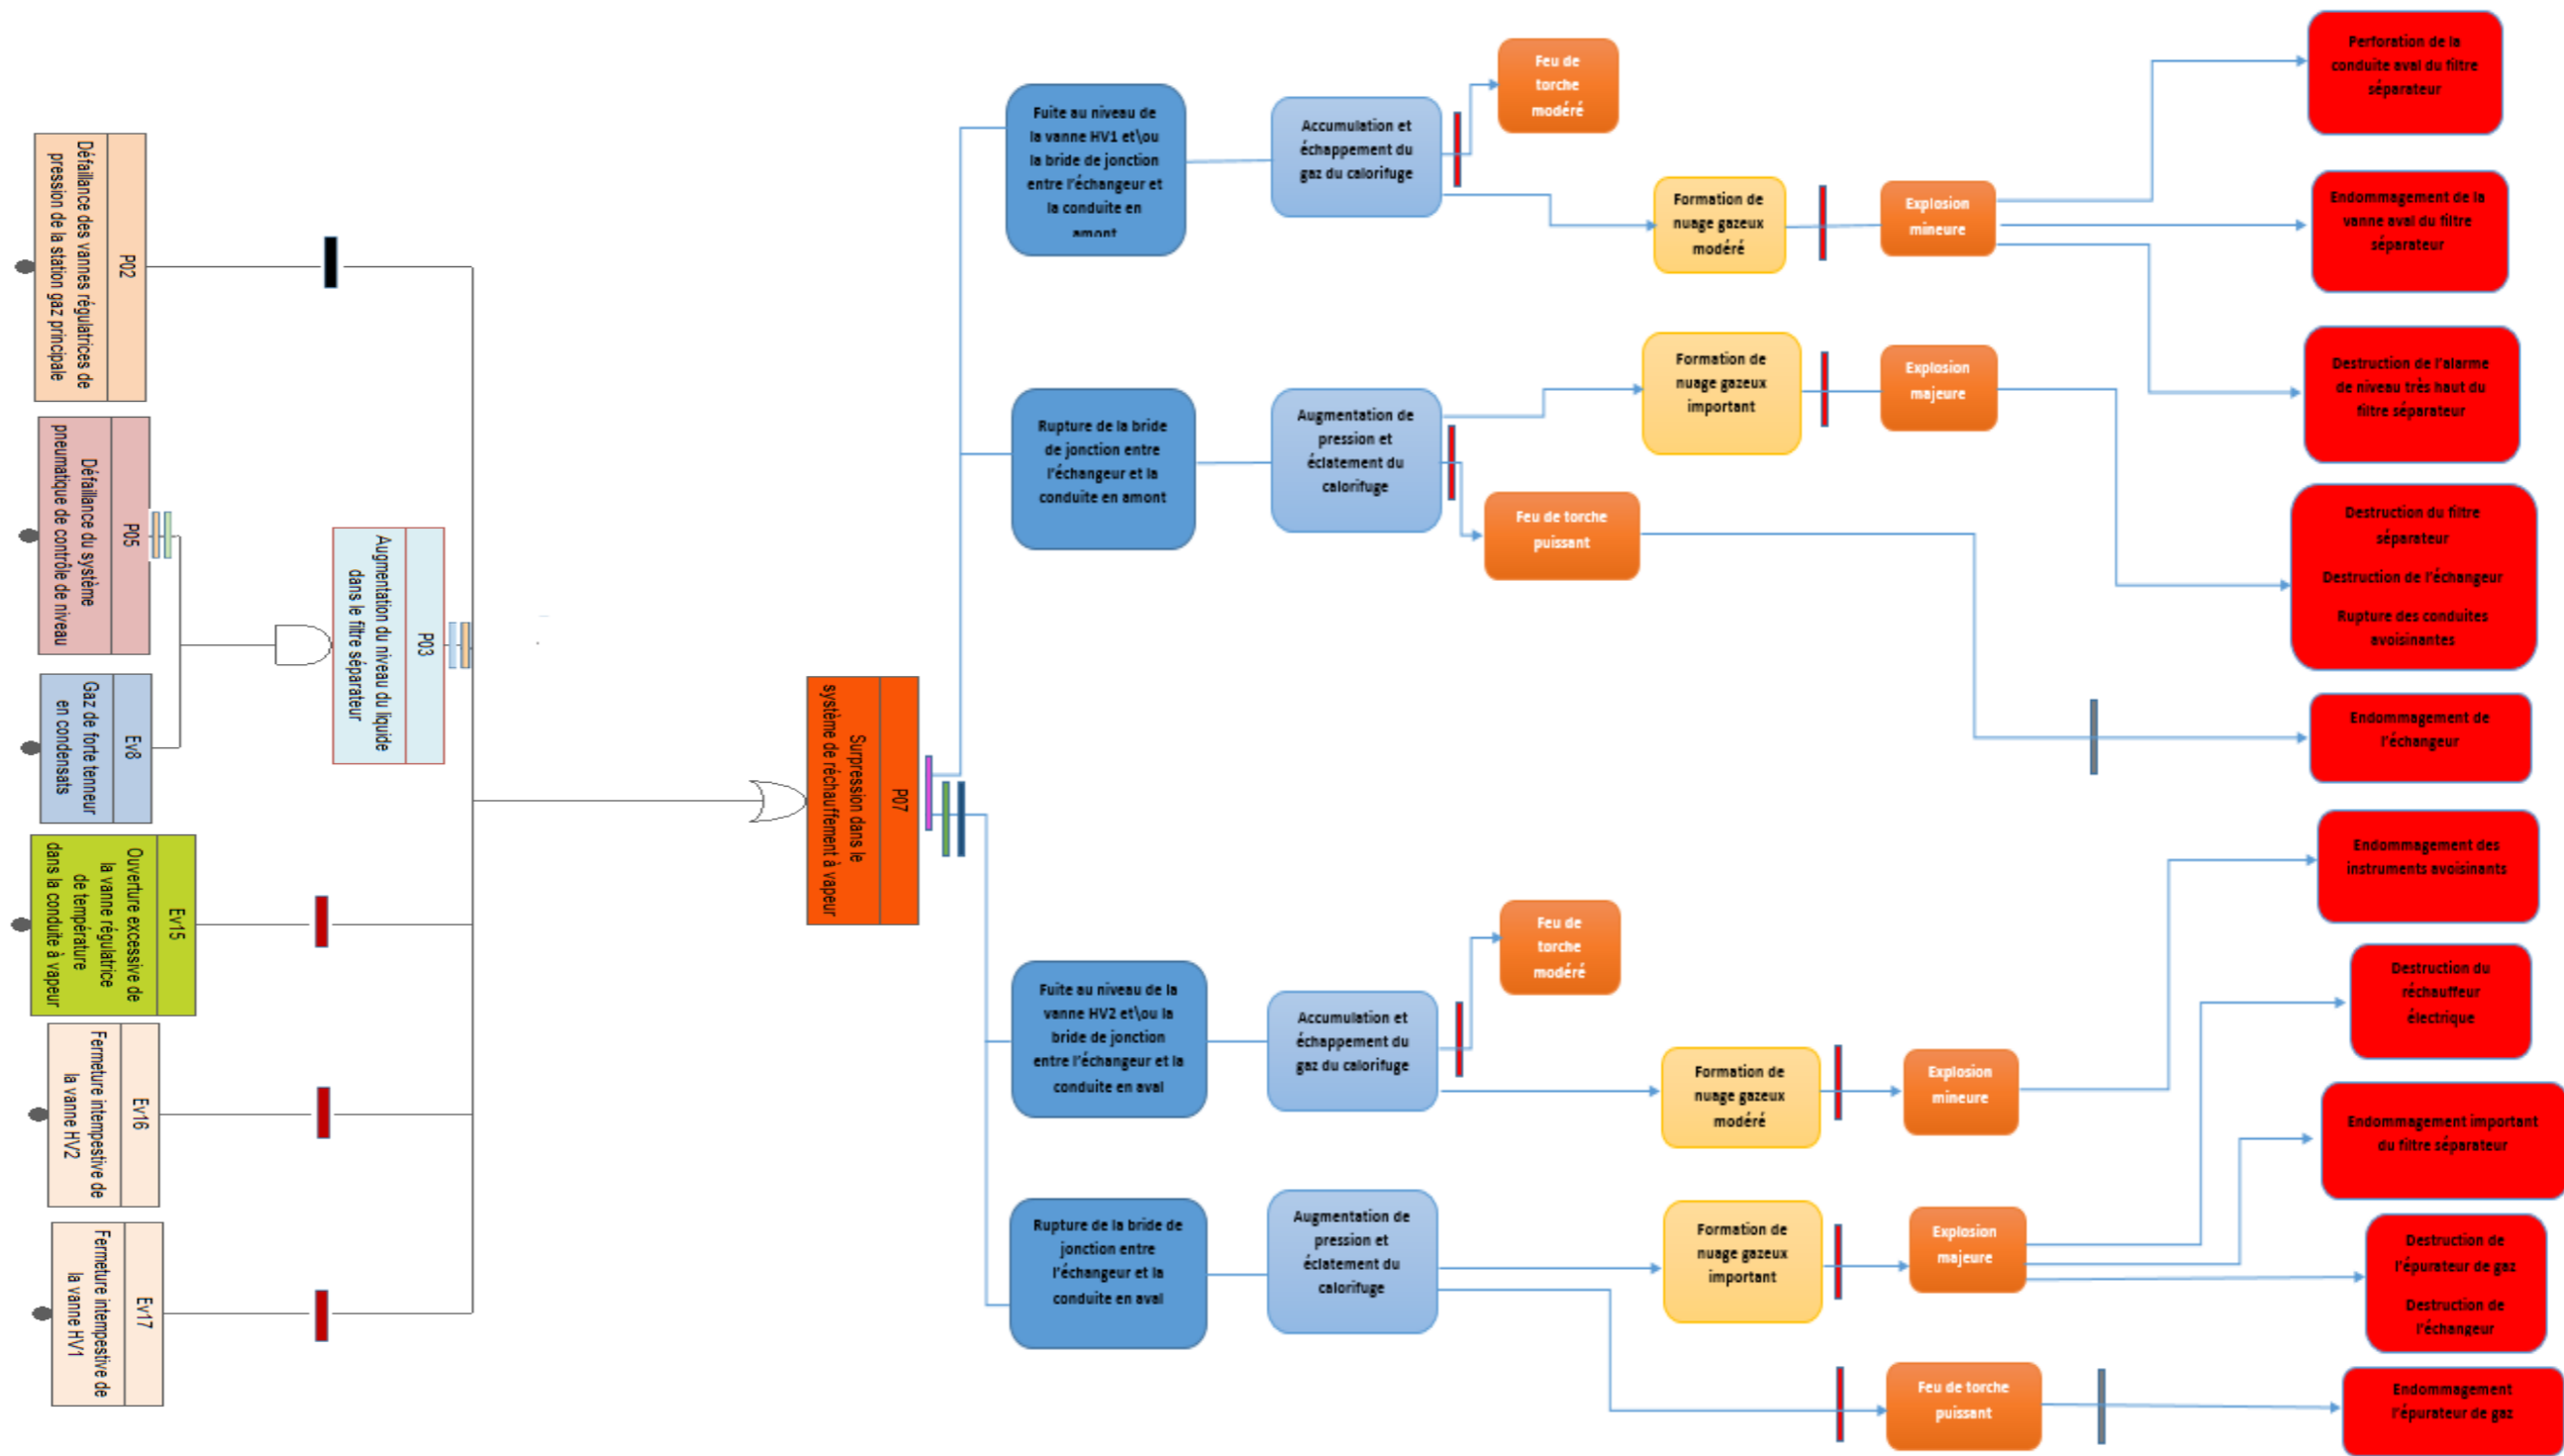 P02
Défaillance des vannes régulatrices de
pression de la station gaz principale
P05
Défaillance du système
pneumatique de contrôle de niveau
Ev8
Gaz de forte tenneur
en condensats
P03
Augmentation du niveau du liquide
dans le filtre séparateur
Ev15
Ouverture excessive de
la vanne régulatrice
de température
dans la conduite à vapeur
Ev16
Fermeture intempestive de
la vanne HV2
Ev17
Fermeture intempestive de
la vanne HV1
P07
Surpression dans le
système de réchauffement à vapeur
Fuite au niveau de
la vanne HV1 et\ou
la bride de jonction
entre l'échangeur et
la conduite en
amont
Accumulation et
échappement du
gaz du calorifuge
Feu de
torche
modéré
Formation de
nuage gazeux
modéré
Explosion
mineure
Perforation de la
conduite aval du filtre
séparateur
Endommagement de la
vanne aval du filtre
séparateur
Destruction de l'alarme
de niveau très haut du
filtre séparateur
Rupture de la bride
de jonction entre
l'échangeur et la
conduite en amont
Augmentation de
pression et
éclatement du
calorifuge
Formation de
nuage gazeux
important
Explosion
majeure
Feu de torche
puissant
Destruction du filtre
séparateur
Destruction de l'échangeur
Rupture des conduites
avoisinantes
Endommagement de
l'échangeur
Fuite au niveau de la
vanne HV2 et\ou la
bride de jonction
entre l'échangeur et la
conduite en aval
Accumulation et
échappement du
gaz du calorifuge
Feu de
torche
modéré
Formation de
nuage gazeux
modéré
Explosion
mineure
Endommagement des
instruments avoisinants
Rupture de la bride de
jonction entre
l'échangeur et la
conduite en aval
Augmentation de
pression et
éclatement du
calorifuge
Formation de
nuage gazeux
important
Explosion
majeure
Destruction du
réchauffeur
électrique
Endommagement important
du filtre séparateur
Destruction de
l'épurateur de gaz
Destruction de
l'échangeur
Feu de torche
puissant
Endommagement
l'épurateur de gaz